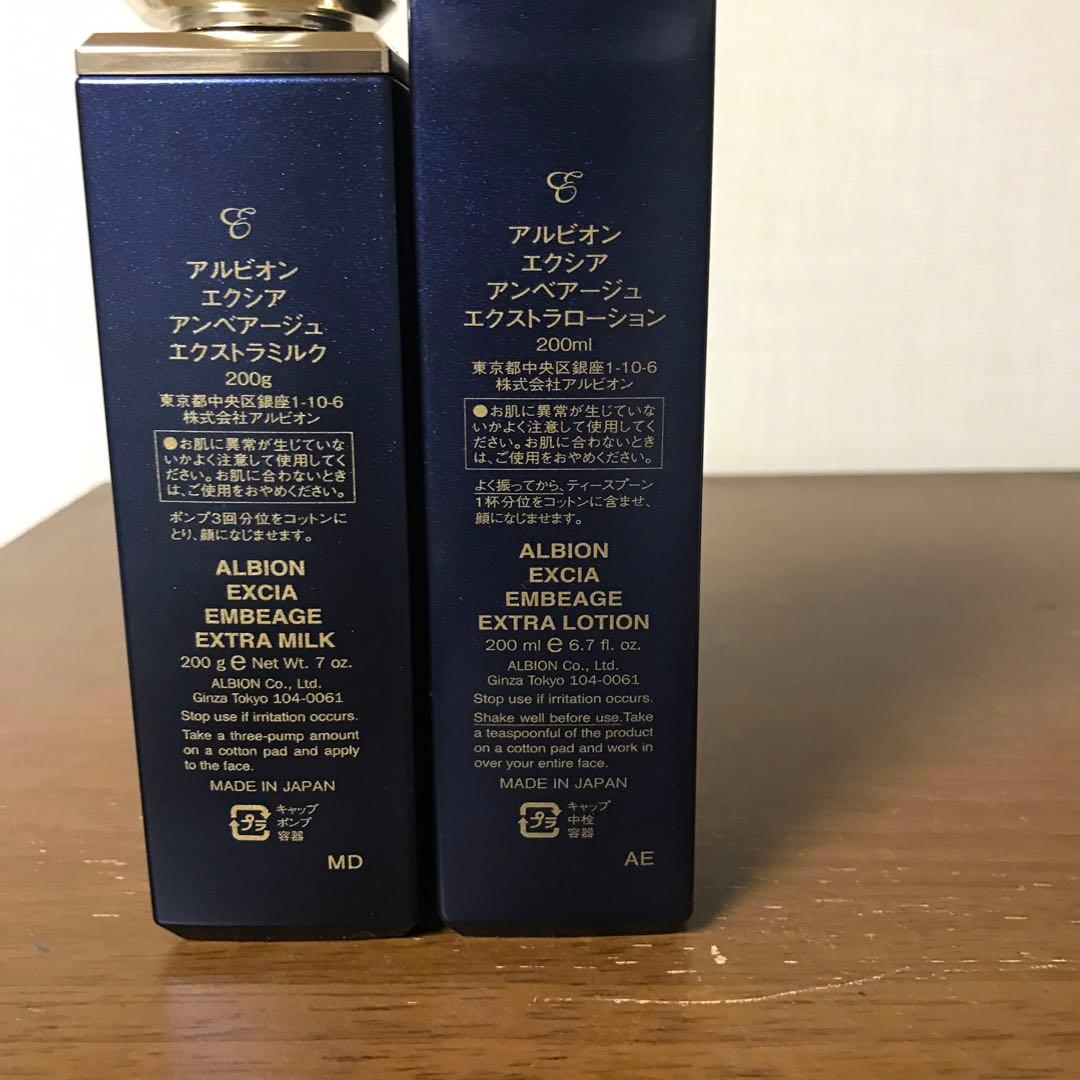 E
アルビオン
エクシア
アンベアージュ
エクストラミルク
200g
東京都中央区銀座1-10-6
株式会社アルビオン
●お肌に異常が生じていな
いかよく注意して使用してく
ださい。お肌に合わないとき
は、ご使用をおやめください。
ポンプ3回分位をコットンに
とり、顔になじませます。
ALBION
EXCIA
EMBEAGE
EXTRA MILK
200 g e Net Wt. 7 oz.
ALBION Co., Ltd.
Ginza Tokyo 104-0061
Stop use if irritation occurs.
Take a three-pump amount
on a cotton pad and apply
to the face.
MADE IN JAPAN
プラ
キャップ
ポンプ
容器
MD
E
アルビオン
エクシア
アンベアージュ
エクストラローション
200ml
東京都中央区銀座1-10-6
株式会社アルビオン
●お肌に異常が生じていな
いかよく注意して使用してく
ださい。お肌に合わないとき
は、ご使用をおやめください。
よく振ってから、ティースプーン
1杯分位をコットンに含ませ、
顔になじませます。
ALBION
EXCIA
EMBEAGE
EXTRA LOTION
200 ml e 6.7 fl. oz.
ALBION Co., Ltd.
Ginza Tokyo 104-0061
Stop use if irritation occurs.
Shake well before use.Take
a teaspoonful of the product
on a cotton pad and work in
over your entire face.
MADE IN JAPAN
プラ
キャップ
中栓
容器
AE